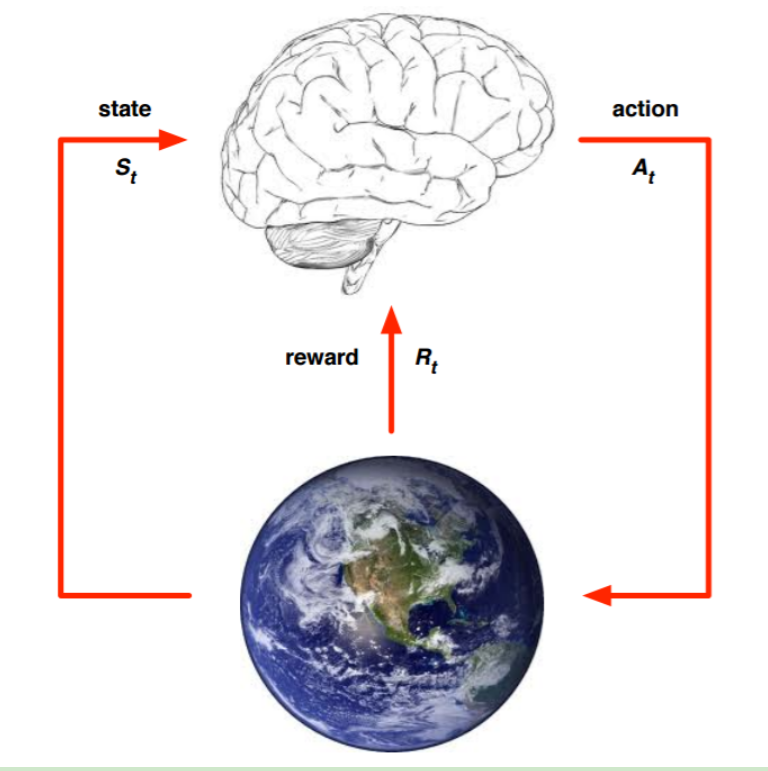 state
S_t
action
A_t
reward
R_t